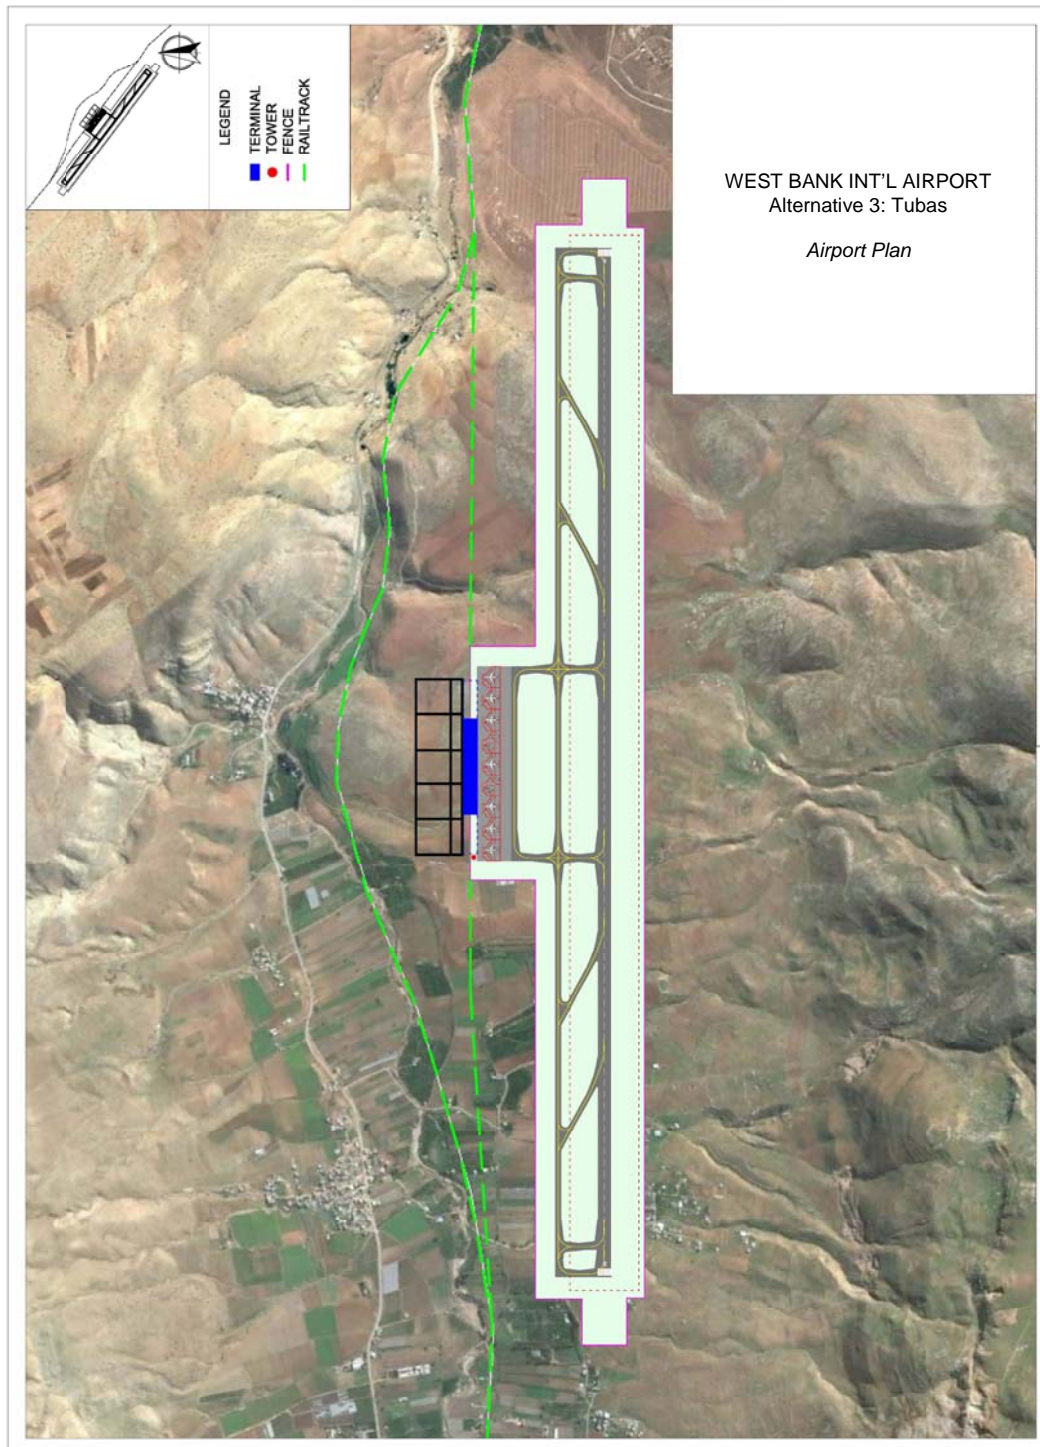 LEGEND
TERMINAL
TOWER
FENCE
RAILTRACK
WEST BANK INT'L AIRPORT
Alternative 3: Tubas
Airport Plan